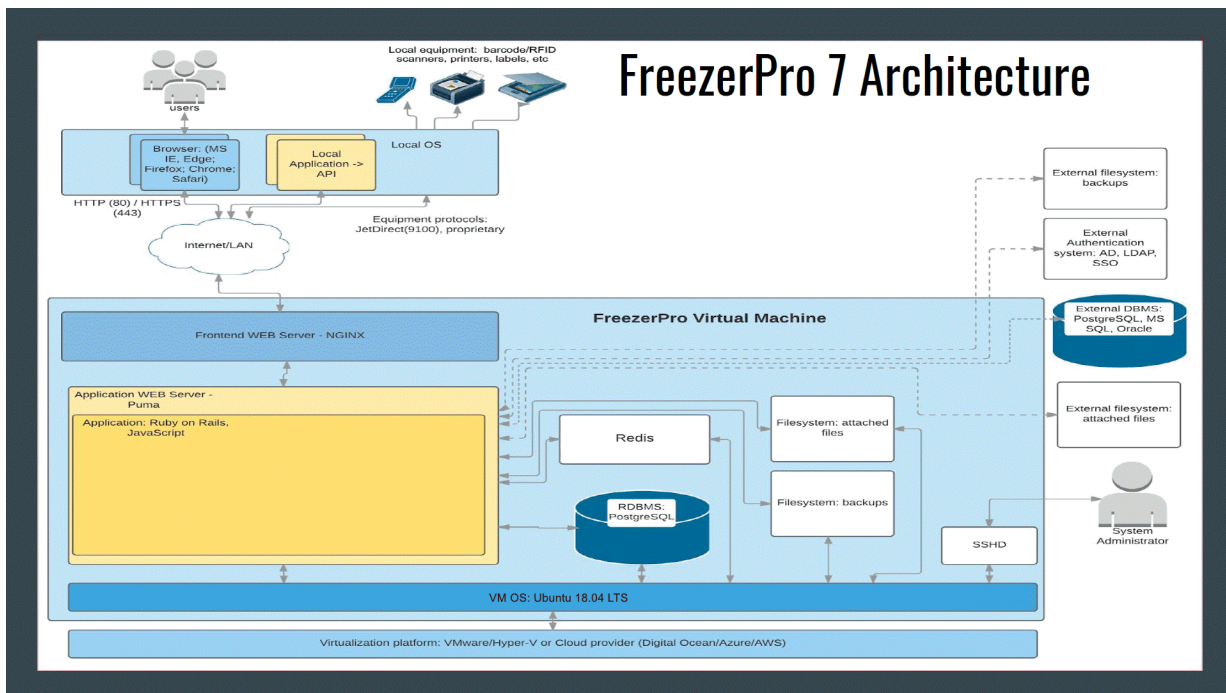 FreezerPro 7 Architecture
Local equipment:  barcode/RFID
scanners, printers, labels, etc
users
Local OS
Browser: (MS
IE, Edge;
Firefox; Chrome;
Safari)
Local
Application ->
API
HTTP (80) / HTTPS
(443)
Equipment protocols:
JetDirect(9100), proprietary
Internet/LAN
External filesystem:
backups
External
Authentication
system; AD, LDAP,
SSO
External DBMS:
PostgreSQL, MS
SQL, Oracle
External filesystem:
attached files
FreezerPro Virtual Machine
Frontend WEB Server - NGINX
Application WEB Server -
Puma
Application: Ruby on Rails,
JavaScript
Redis
Filesystem: attached
files
RDBMS:
PostgreSQL
Filesystem: backups
SSHD
System
Administrator
VM OS: Ubuntu 18.04 LTS
Virtualization platform: VMware/Hyper-V or Cloud provider (Digital Ocean/Azure/AWS)